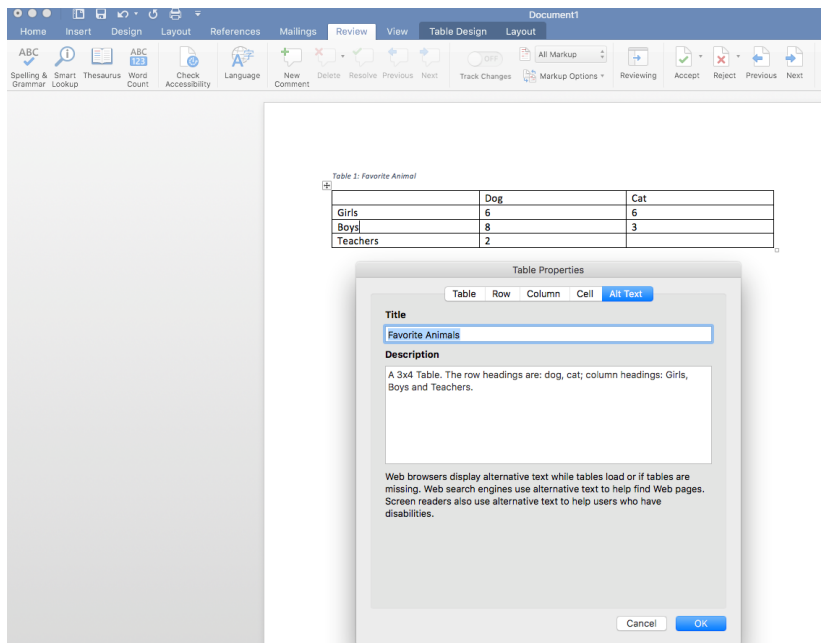 Document1
Home Insert Design Layout References Mailings Review View Table Design Layout
ABC ABC
123 A OFF All Markup
Spelling & Smart Thesaurus Word Check Language New Delete Resolve Previous Next Track Changes Markup Options Reviewing Accept Reject Previous Next
Grammar Lookup Count Accessibility Comment
Table 1: Favorite Animal
Dog Cat
Girls 6 6
Boys 8 3
Teachers 2
Table Properties
Table Row Column Cell Alt Text
Title
Favorite Animals
Description
A 3x4 Table. The row headings are: dog, cat; column headings: Girls,
Boys and Teachers.
Web browsers display alternative text while tables load or if tables are
missing. Web search engines use alternative text to help find Web pages.
Screen readers also use alternative text to help users who have
disabilities.
Cancel OK